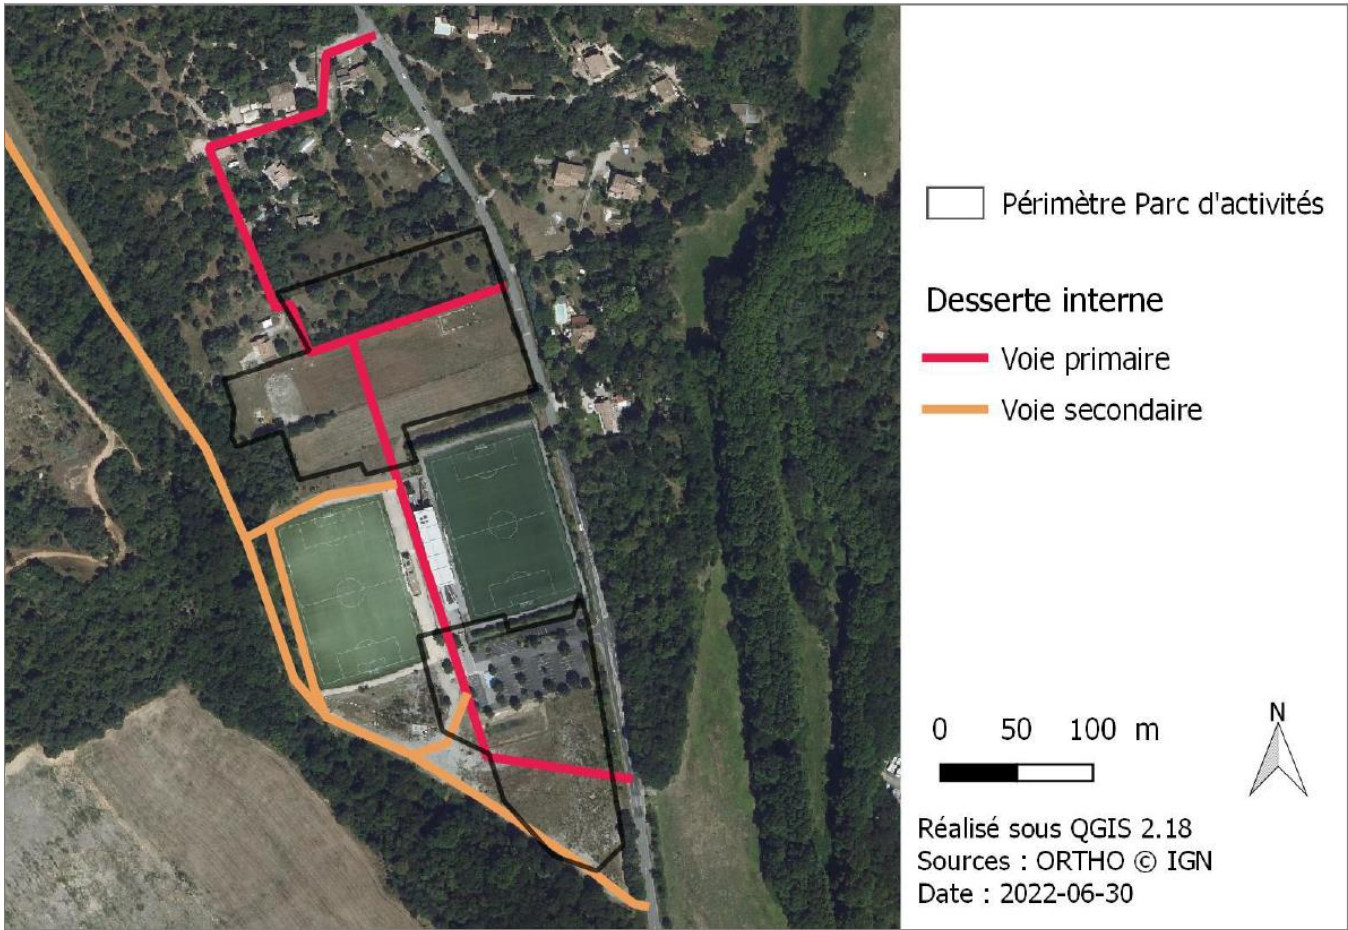 Périmètre Parc d'activités
Desserte interne
Voie primaire
Voie secondaire
0 50 100 m
N
Réalisé sous QGIS 2.18
Sources : ORTHO © IGN
Date : 2022-06-30